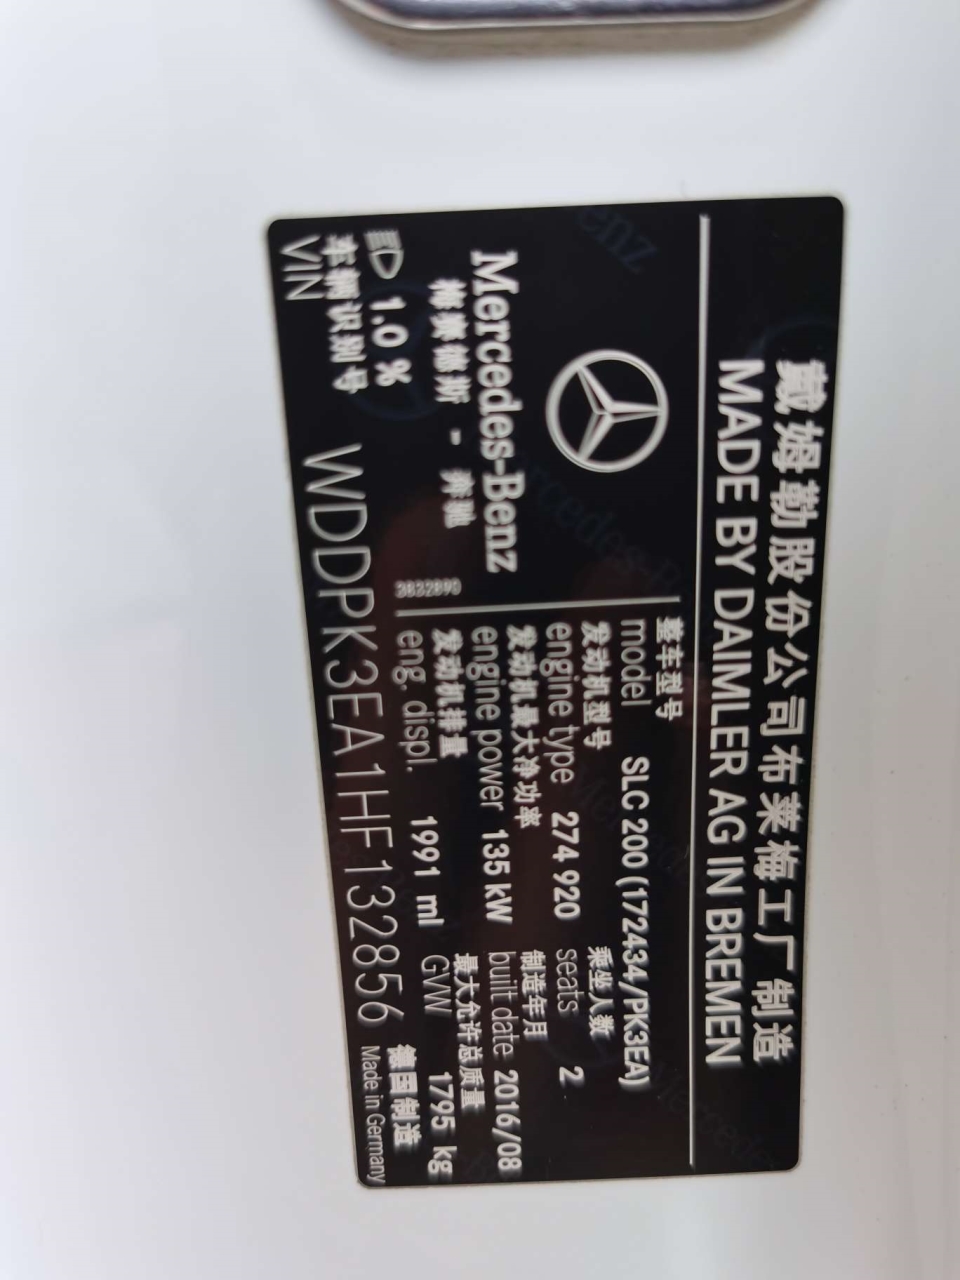 戴姆勒股份公司布莱梅工厂制造
MADE BY DAIMLER AG IN BREMEN
Mercedes-Benz
梅赛德斯 - 奔驰
1.0 %
3832890
整车型号
model SLC 200 (172434/PK3EA)
发动机型号 乘坐人数
engine type 274 920 seats 2
发动机最大净功率 制造年月
engine power 135 kW built date 2016/08
发动机排量 最大允许总质量
eng. displ. 1991 ml GVW 1795 kg
车辆识别号 德国制造
VIN WDDPK3EA1HF132856 Made in Germany